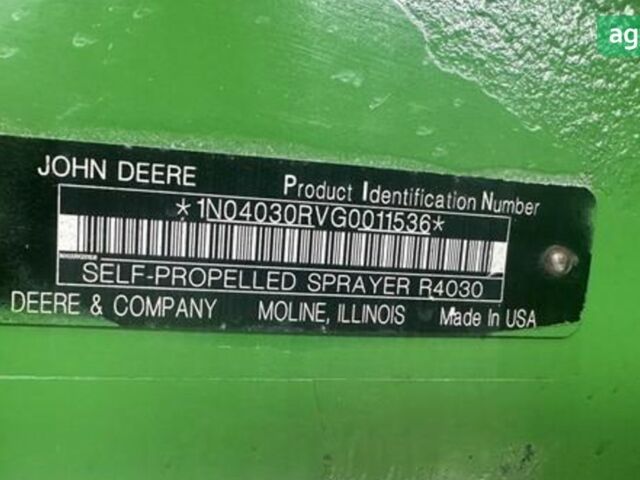 ag
JOHN DEERE
Product Identification Number
*1N04030RVG0011536*
SELF-PROPELLED SPRAYER R4030
DEERE & COMPANY MOLINE, ILLINOIS Made In USA